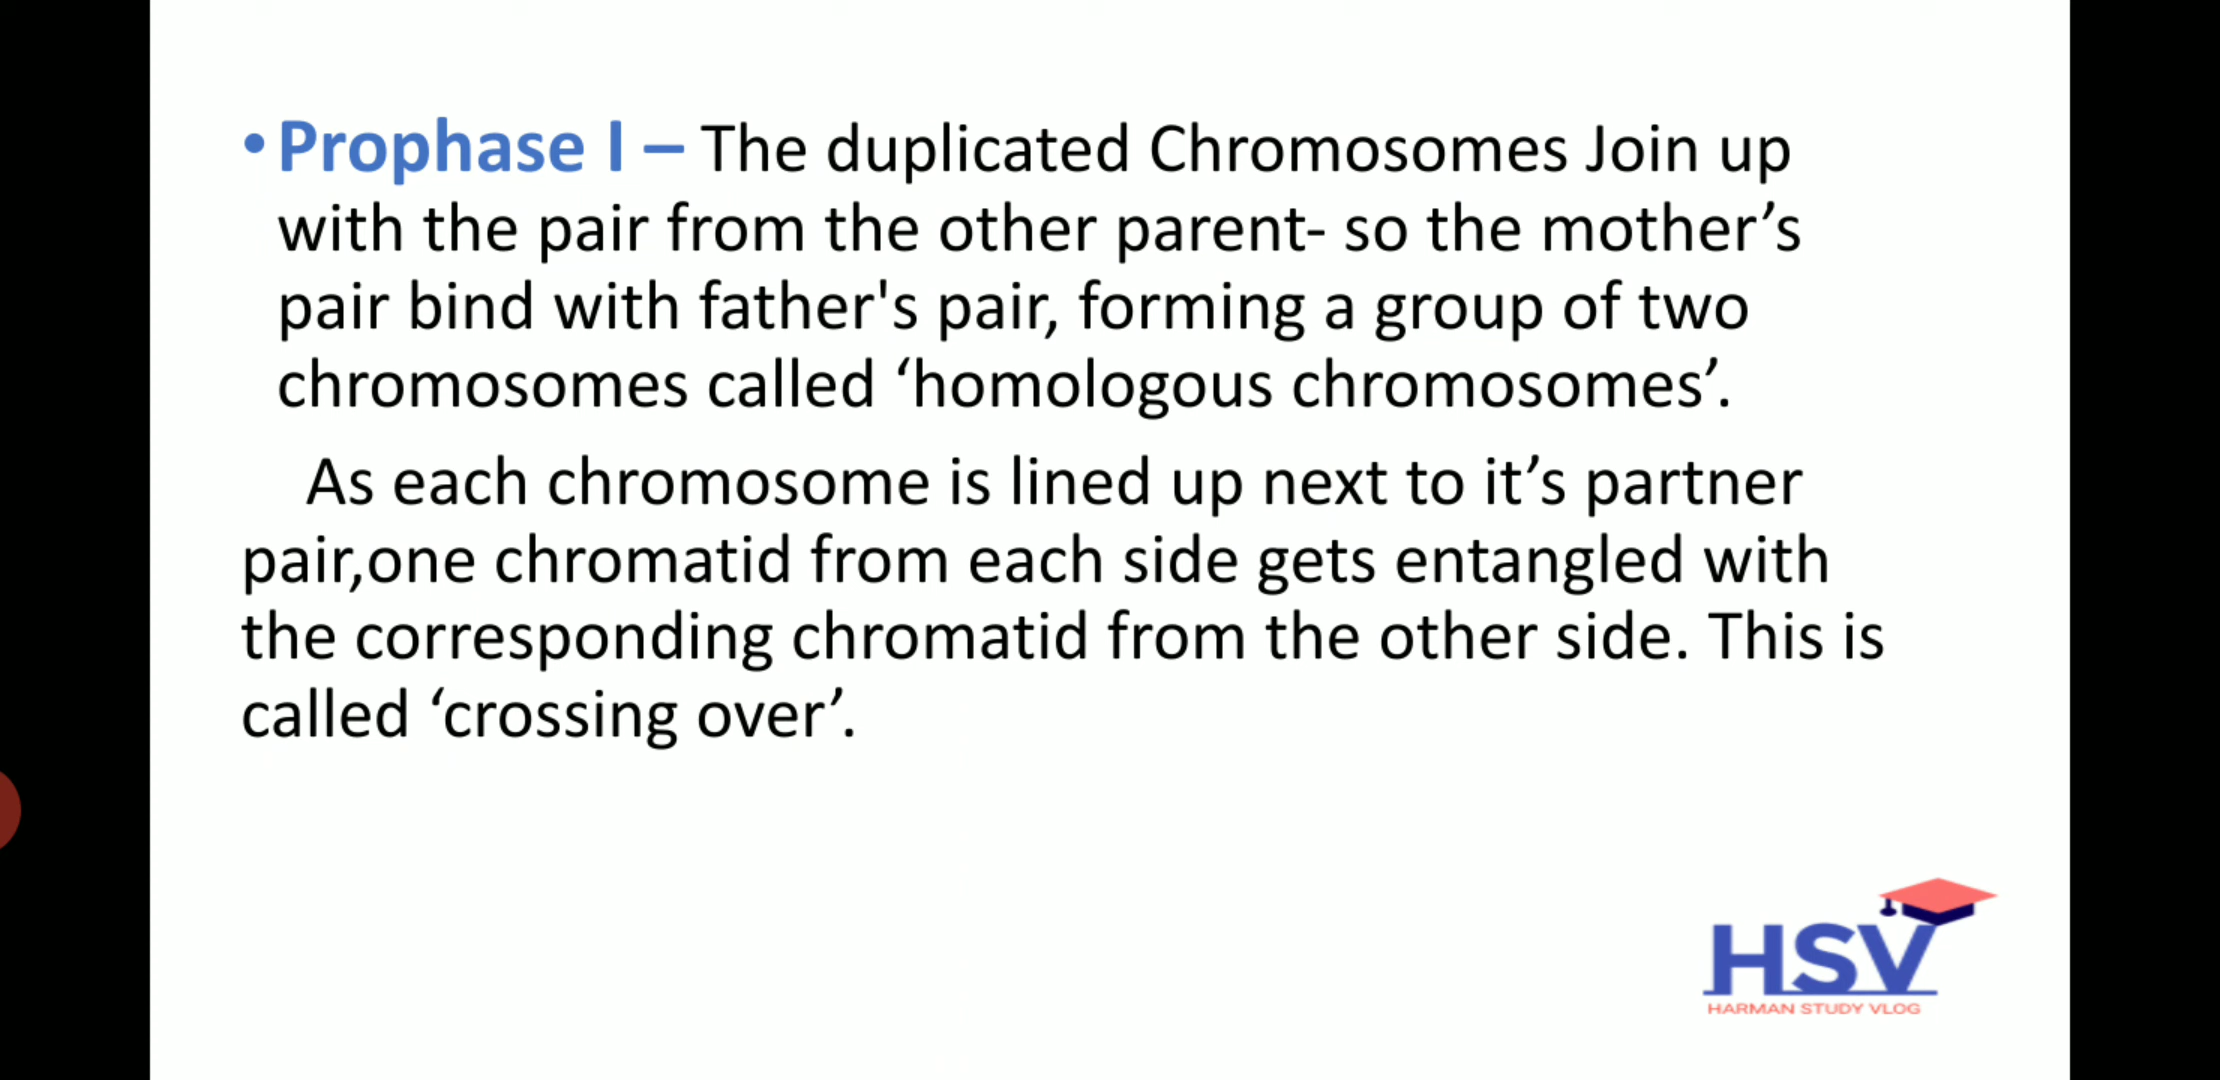 • Prophase I – The duplicated Chromosomes Join up
with the pair from the other parent- so the mother’s
pair bind with father's pair, forming a group of two
chromosomes called ‘homologous chromosomes’.
As each chromosome is lined up next to it’s partner
pair,one chromatid from each side gets entangled with
the corresponding chromatid from the other side. This is
called ‘crossing over’.
HSV
HARMAN STUDY VLOG